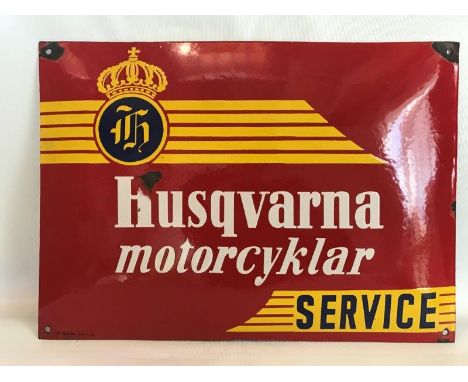 H
Husqvarna
motorcyklar
SERVICE